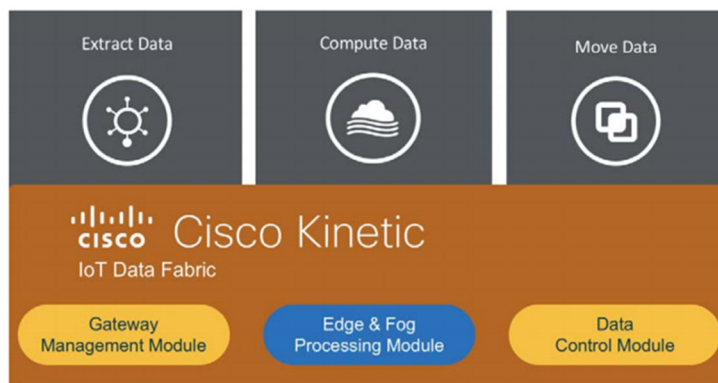 Extract Data
Compute Data
Move Data
CISCO
Cisco Kinetic
IoT Data Fabric
Gateway
Management Module
Edge & Fog
Processing Module
Data
Control Module